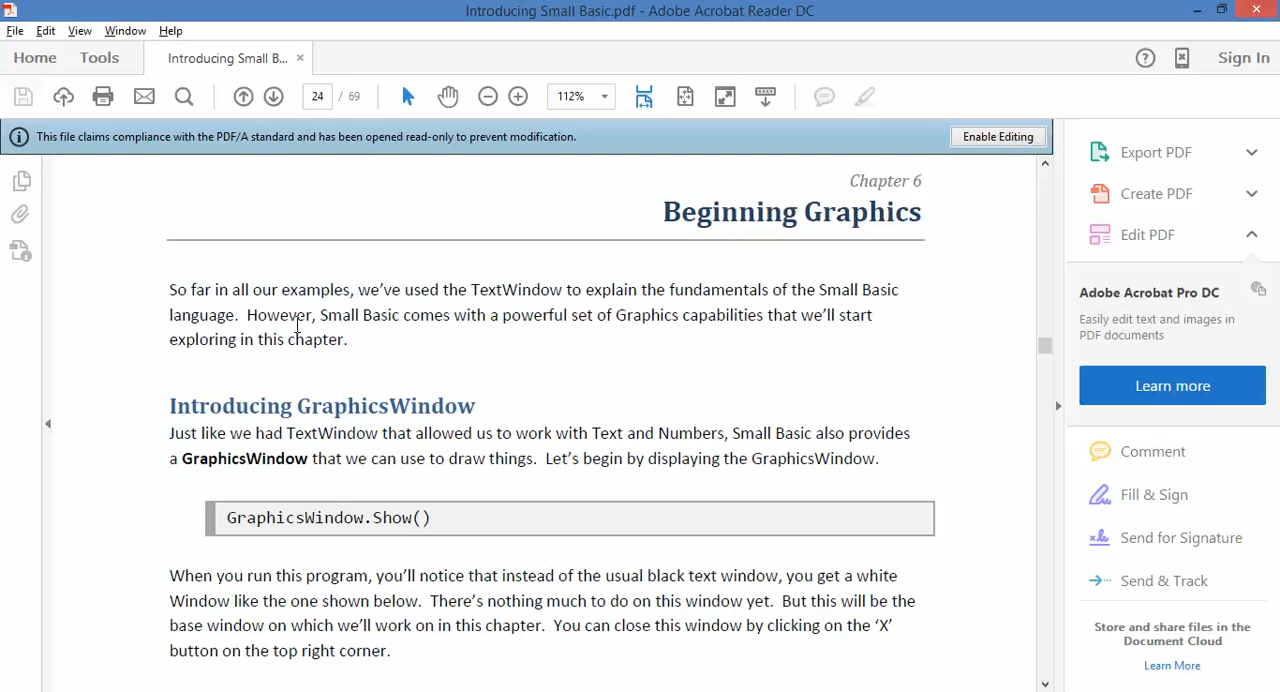 Introducing Small Basic.pdf - Adobe Acrobat Reader DC
File Edit View Window Help
Home Tools Introducing Small B... × Sign In
24 / 69 112%
This file claims compliance with the PDF/A standard and has been opened read-only to prevent modification. Enable Editing
Chapter 6
Beginning Graphics
So far in all our examples, we’ve used the TextWindow to explain the fundamentals of the Small Basic
language. However, Small Basic comes with a powerful set of Graphics capabilities that we’ll start
exploring in this chapter.
Introducing GraphicsWindow
Just like we had TextWindow that allowed us to work with Text and Numbers, Small Basic also provides
a GraphicsWindow that we can use to draw things. Let’s begin by displaying the GraphicsWindow.
GraphicsWindow.Show()
When you run this program, you’ll notice that instead of the usual black text window, you get a white
Window like the one shown below. There’s nothing much to do on this window yet. But this will be the
base window on which we’ll work on in this chapter. You can close this window by clicking on the ‘X’
button on the top right corner.
Export PDF
Create PDF
Edit PDF
Adobe Acrobat Pro DC
Easily edit text and images in
PDF documents
Learn more
Comment
Fill & Sign
Send for Signature
Send & Track
Store and share files in the
Document Cloud
Learn More